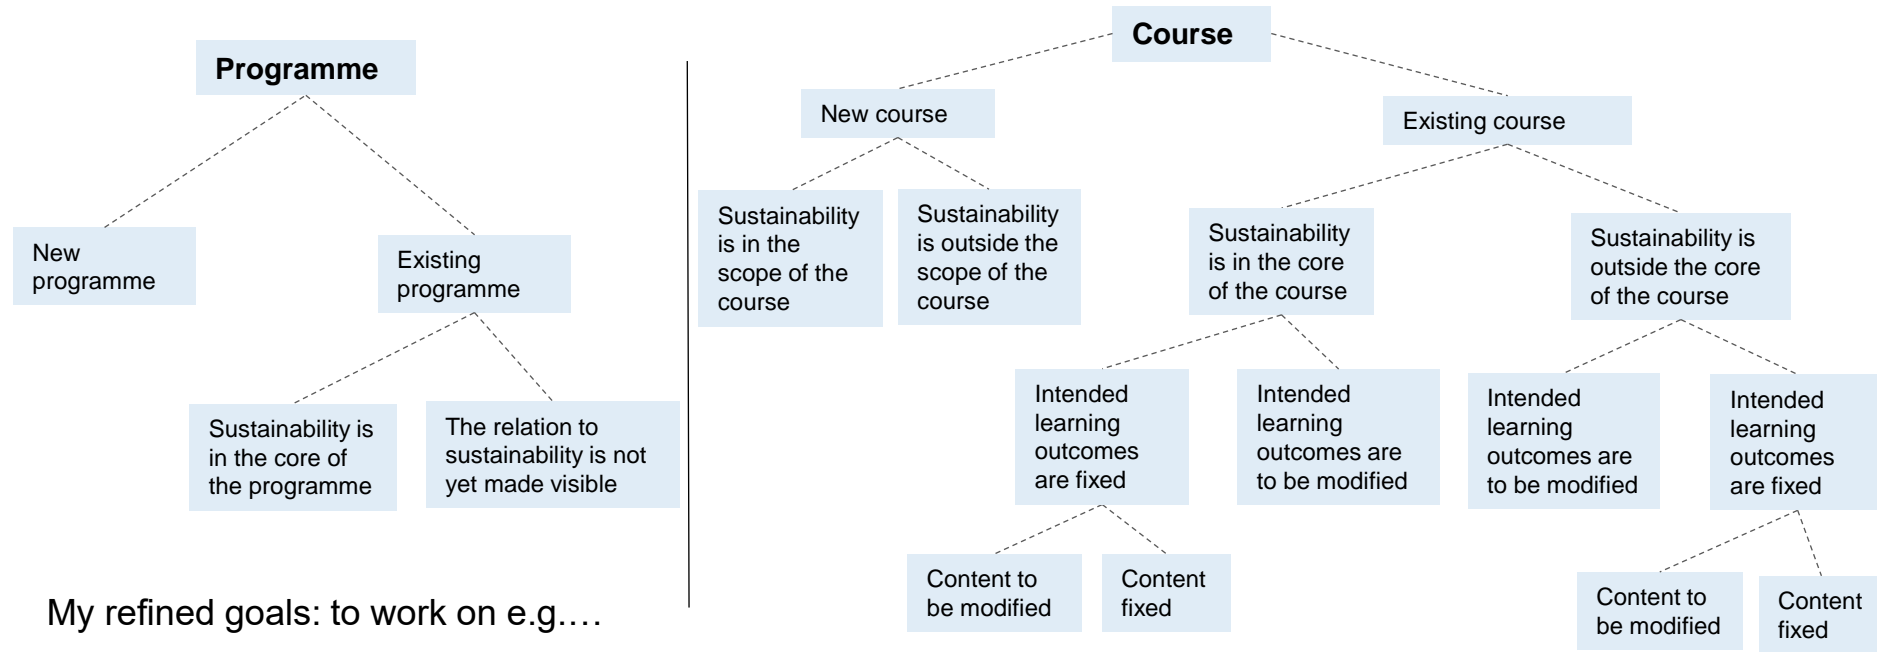 Programme
New
programme
Existing
programme
Sustainability is
in the core of
the programme
The relation to
sustainability is not
yet made visible
My refined goals: to work on e.g.…
Course
New course
Existing course
Sustainability
is in the
scope of the
course
Sustainability
is outside the
scope of the
course
Sustainability
is in the core
of the course
Sustainability is
outside the core
of the course
Intended
learning
outcomes
are fixed
Intended
learning
outcomes are
to be modified
Intended
learning
outcomes are
to be modified
Intended
learning
outcomes
are fixed
Content to
be modified
Content
fixed
Content to
be modified
Content
fixed